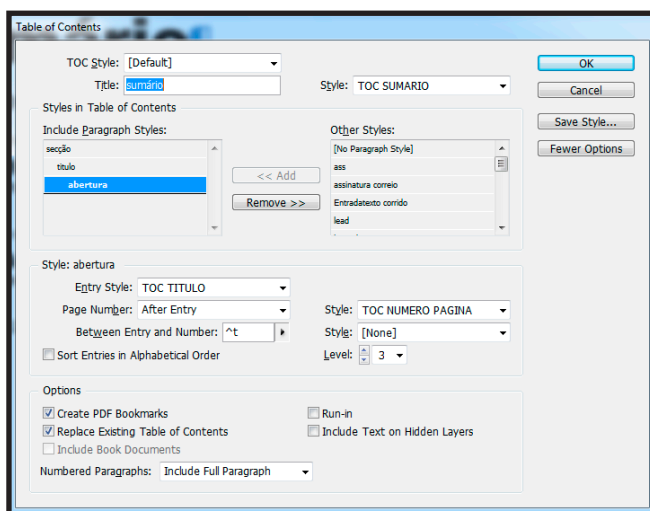 Table of Contents
TOC Style: [Default]
OK
Title: sumário
Style: TOC SUMARIO
Cancel
Styles in Table of Contents
Save Style...
Include Paragraph Styles:
Other Styles:
Fewer Options
secção
[No Paragraph Style]
titulo
ass
<< Add
abertura
assinatura correio
Remove >>
Entradatexto corrido
lead
Style: abertura
Entry Style: TOC TITULO
Page Number: After Entry
Style: TOC NUMERO PAGINA
Between Entry and Number: ^t
Style: [None]
Sort Entries in Alphabetical Order
Level: 3
Options
Create PDF Bookmarks
Run-in
Replace Existing Table of Contents
Include Text on Hidden Layers
Include Book Documents
Numbered Paragraphs: Include Full Paragraph